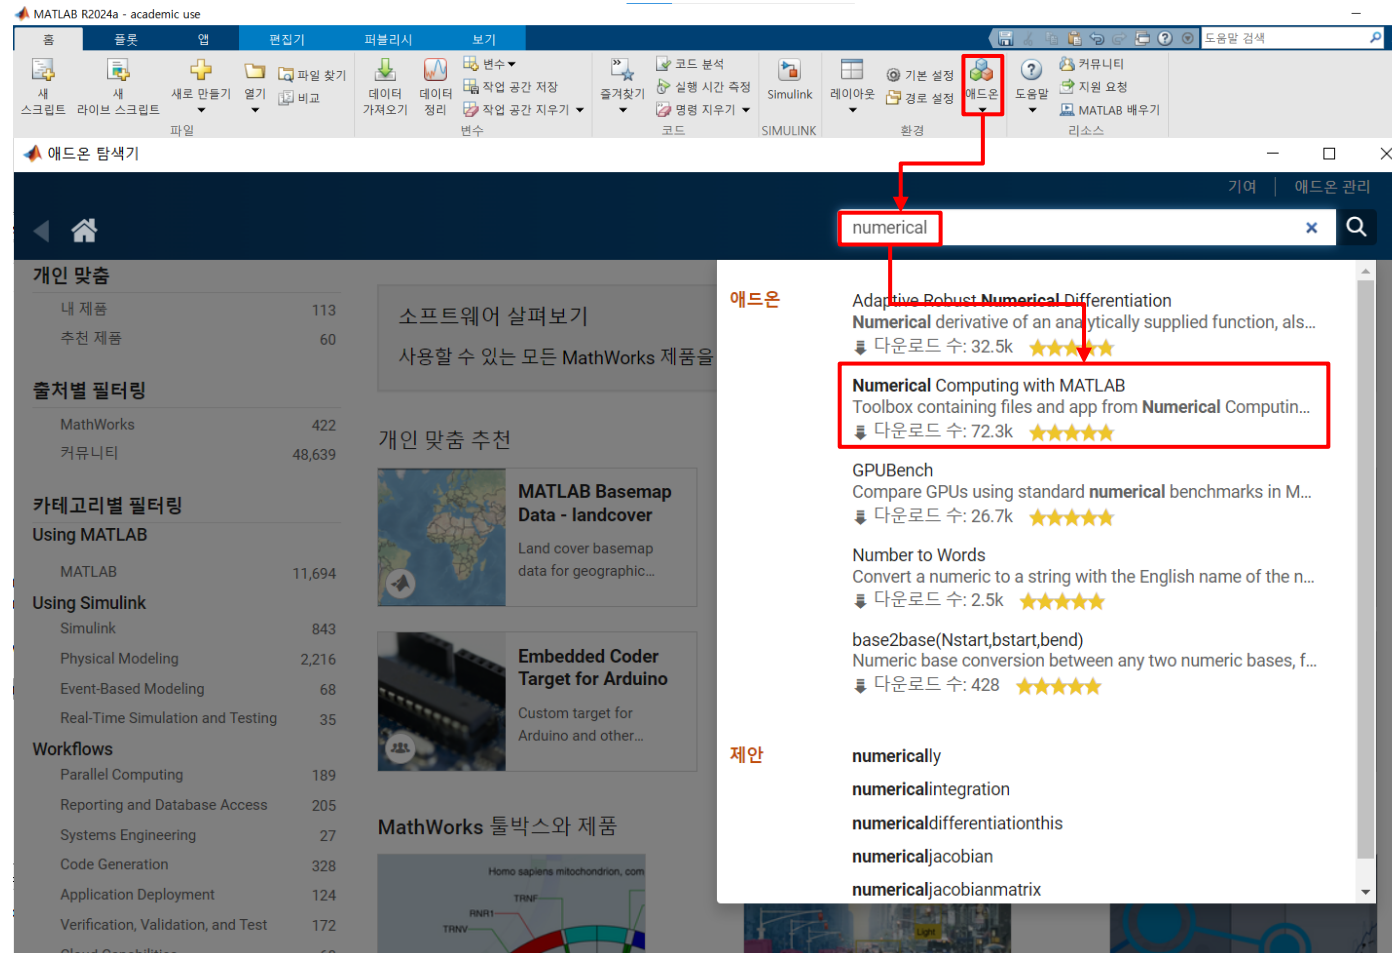 MATLAB R2024a - academic use
홈 플롯 앱 편집기 퍼블리시 보기
도움말 검색
새 스크립트
새 라이브 스크립트
새로 만들기
열기
파일 찾기
비교
파일
데이터 가져오기
데이터 정리
변수
작업 공간 저장
작업 공간 지우기
변수
즐겨찾기
코드 분석
실행 시간 측정
명령 지우기
코드
Simulink
SIMULINK
레이아웃
기본 설정
경로 설정
애드온
환경
도움말
커뮤니티
지원 요청
MATLAB 배우기
리소스
애드온 탐색기
기여 애드온 관리
numerical
개인 맞춤
내 제품 113
추천 제품 60
출처별 필터링
MathWorks 422
커뮤니티 48,639
카테고리별 필터링
Using MATLAB
MATLAB 11,694
Using Simulink
Simulink 843
Physical Modeling 2,216
Event-Based Modeling 68
Real-Time Simulation and Testing 35
Workflows
Parallel Computing 189
Reporting and Database Access 205
Systems Engineering 27
Code Generation 328
Application Deployment 124
Verification, Validation, and Test 172
소프트웨어 살펴보기
사용할 수 있는 모든 MathWorks 제품을
개인 맞춤 추천
MATLAB Basemap
Data - landcover
Land cover basemap
data for geographic...
Embedded Coder
Target for Arduino
Custom target for
Arduino and other...
MathWorks 툴박스와 제품
Homo sapiens mitochondrion, com
TRNF
RNR1
TRNV
Light
애드온
Adaptive Robust Numerical Differentiation
Numerical derivative of an analytically supplied function, als...
다운로드 수: 32.5k
Numerical Computing with MATLAB
Toolbox containing files and app from Numerical Computin...
다운로드 수: 72.3k
GPUBench
Compare GPUs using standard numerical benchmarks in M...
다운로드 수: 26.7k
Number to Words
Convert a numeric to a string with the English name of the n...
다운로드 수: 2.5k
base2base(Nstart,bstart,bend)
Numeric base conversion between any two numeric bases, f...
다운로드 수: 428
제안
numerically
numericalintegration
numericaldifferentiationthis
numericaljacobian
numericaljacobianmatrix